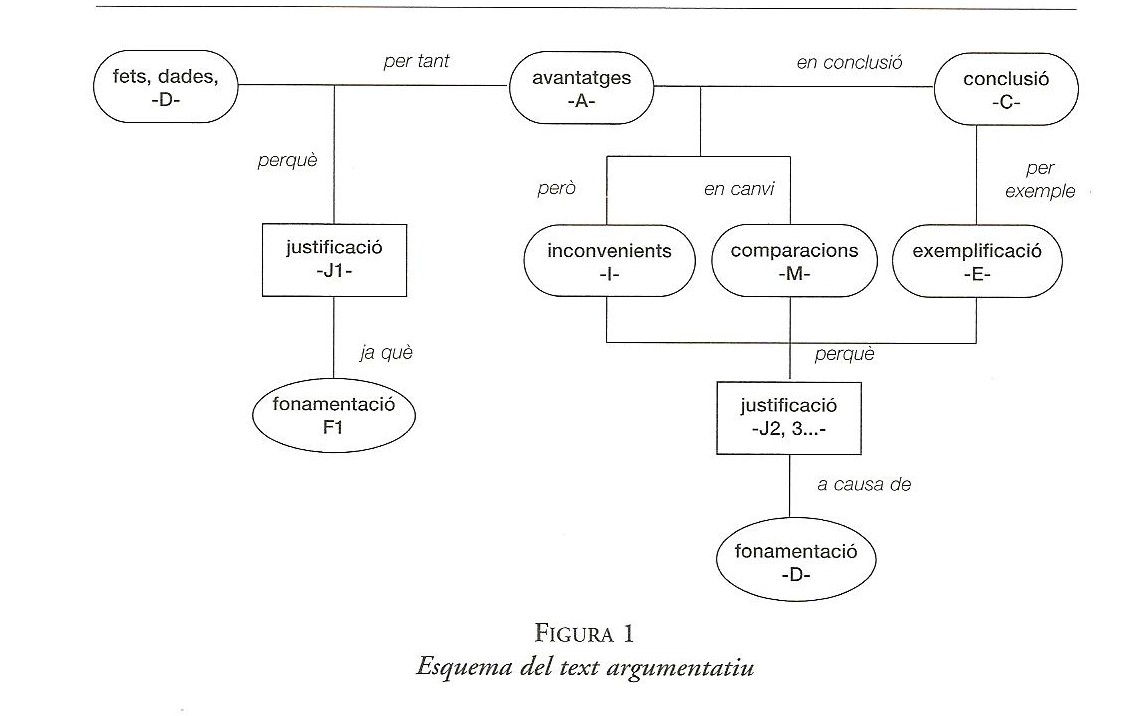 fets, dades,
-D-
per tant
avantatges
-A-
en conclusió
conclusió
-C-
perquè
però
en canvi
per
exemple
justificació
-J1-
inconvenients
-I-
comparacions
-M-
exemplificació
-E-
ja què
perquè
fonamentació
F1
justificació
-J2, 3...-
a causa de
fonamentació
-D-
FIGURA 1
Esquema del text argumentatiu